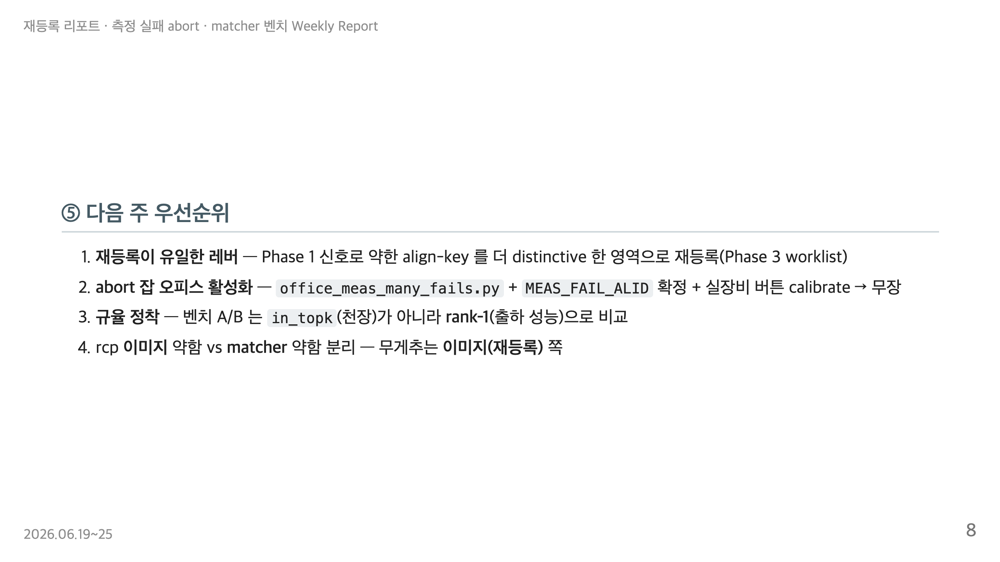 재등록 리포트 · 측정 실패 abort · matcher 벤치 Weekly Report
⑤ 다음 주 우선순위
1. 재등록이 유일한 레버 — Phase 1 신호로 약한 align-key 를 더 distinctive 한 영역으로 재등록(Phase 3 worklist)
2. abort 잡 오피스 활성화 — office_meas_many_fails.py + MEAS_FAIL_ALID 확정 + 실장비 버튼 calibrate → 무장
3. 규율 정착 — 벤치 A/B 는 in_topk(천장)가 아니라 rank-1(출하 성능)으로 비교
4. rcp 이미지 약함 vs matcher 약함 분리 — 무게추는 이미지(재등록) 쪽
2026.06.19~25
8